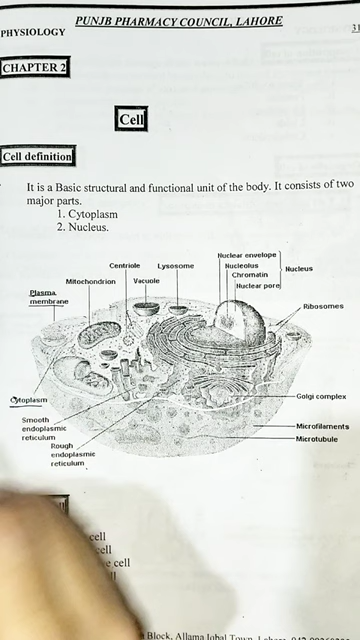 PUNJB PHARMACY COUNCIL, LAHORE
PHYSIOLOGY
31
CHAPTER 2
Cell
Cell definition
It is a Basic structural and functional unit of the body. It consists of two
major parts.
1. Cytoplasm
2. Nucleus.
Nuclear envelope
Centriole
Lysosome
Nucleolus
Nucleus
Chromatin
Mitochondrion
Vacuole
Nuclear pore
Plasma
membrane
Ribosomes
Cytoplasm
Golgi complex
Smooth
endoplasmic
reticulum
Microfilaments
Rough
endoplasmic
reticulum
Microtubule
cell
cell
cell
Block, Allama Iqbal Town, Lahore